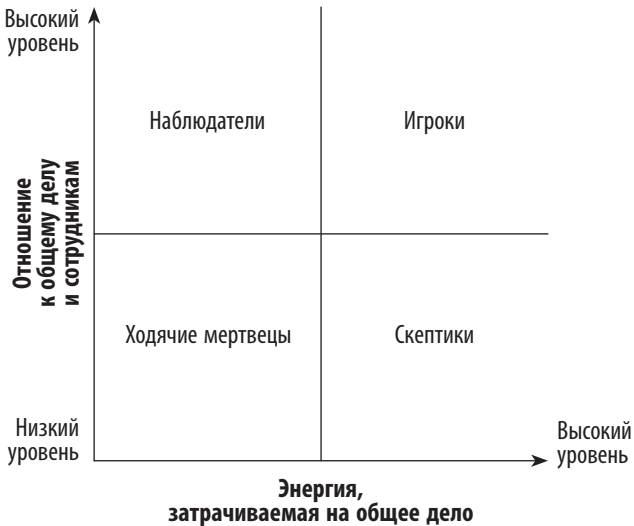 Высокий
уровень
Наблюдатели
Игроки
Отношение
к общему делу
и сотрудникам
Ходячие мертвецы
Скептики
Низкий
уровень
Высокий
уровень
Энергия,
затрачиваемая на общее дело